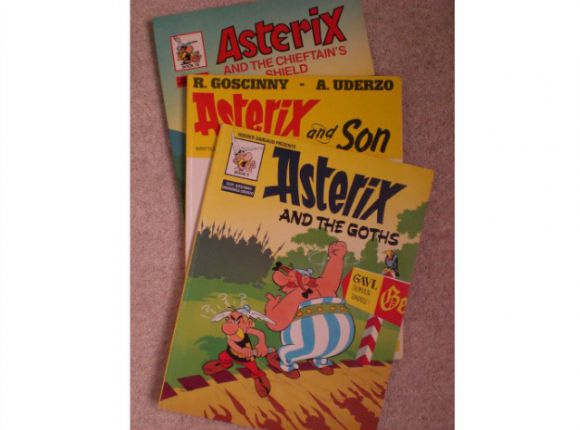 Asterix
AND THE CHIEFTAIN'S
SHIELD
R. GOSCINNY - A. UDERZO
Asterix and Son
Asterix
AND THE GOTHS
GAUL